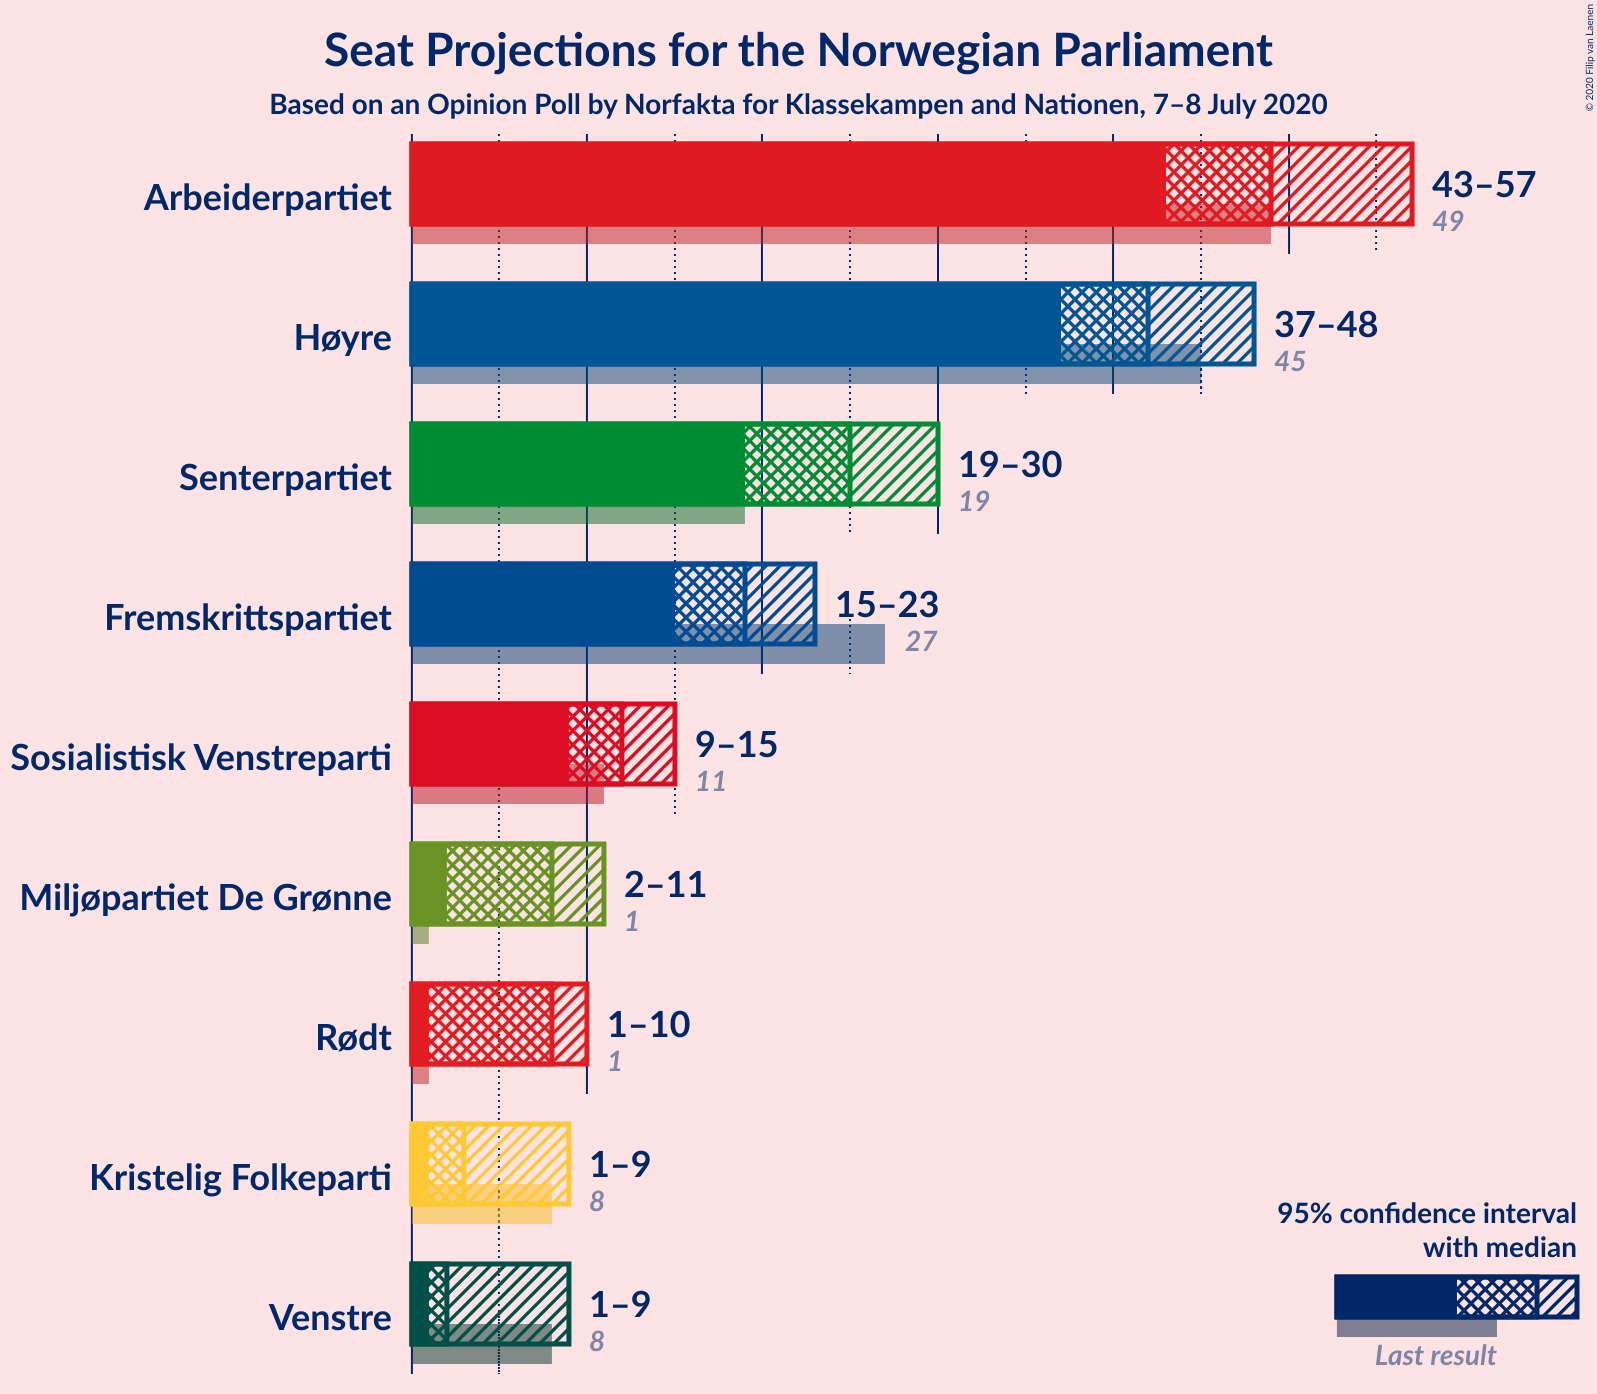 Seat Projections for the Norwegian Parliament
Based on an Opinion Poll by Norfakta for Klassekampen and Nationen, 7–8 July 2020
© 2020 Filip van Laenen
Arbeiderpartiet
43–57
49
Høyre
37–48
45
Senterpartiet
19–30
19
Fremskrittspartiet
15–23
27
Sosialistisk Venstreparti
9–15
11
Miljøpartiet De Grønne
2–11
1
Rødt
1–10
1
Kristelig Folkeparti
1–9
8
Venstre
1–9
8
95% confidence interval
with median
Last result